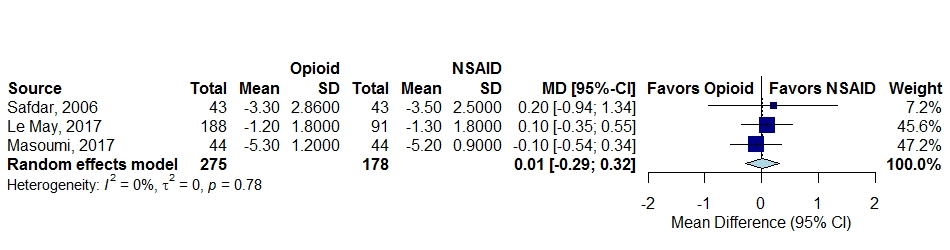 Opioid NSAID
Source Total Mean SD Total Mean SD MD [95%-CI] Favors Opioid Favors NSAID Weight
Safdar, 2006 43 -3.30 2.8600 43 -3.50 2.5000 0.20 [-0.94; 1.34] 7.2%
Le May, 2017 188 -1.20 1.8000 91 -1.30 1.8000 0.10 [-0.35; 0.55] 45.6%
Masoumi, 2017 44 -5.30 1.2000 44 -5.20 0.9000 -0.10 [-0.54; 0.34] 47.2%
Random effects model 275 178 0.01 [-0.29; 0.32] 100.0%
Heterogeneity: I² = 0%, τ² = 0, p = 0.78
-2 -1 0 1 2
Mean Difference (95% CI)